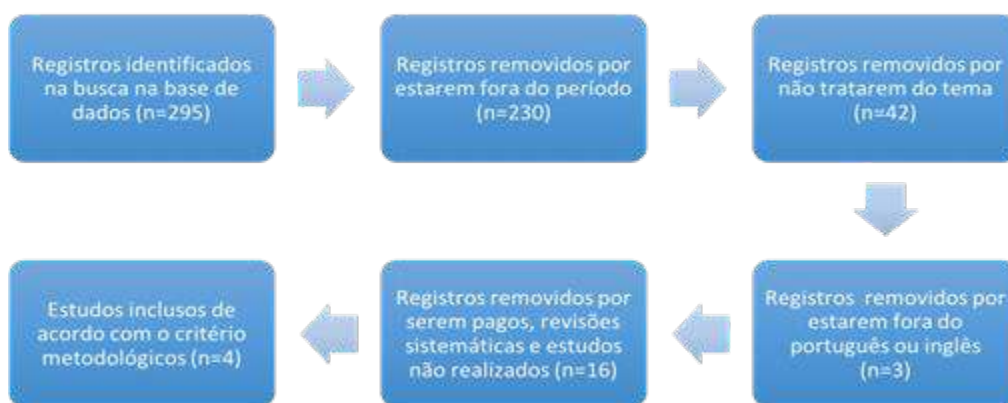 Registros identificados
na busca na base de
dados (n=295)
Registros removidos por
estarem fora do período
(n=230)
Registros removidos por
não tratarem do tema
(n=42)
Registros removidos por
estarem fora do
português ou inglês
(n=3)
Registros removidos por
serem pagos, revisões
sistemáticas e estudos
não realizados (n=16)
Estudos inclusos de
acordo com o critério
metodológicos (n=4)